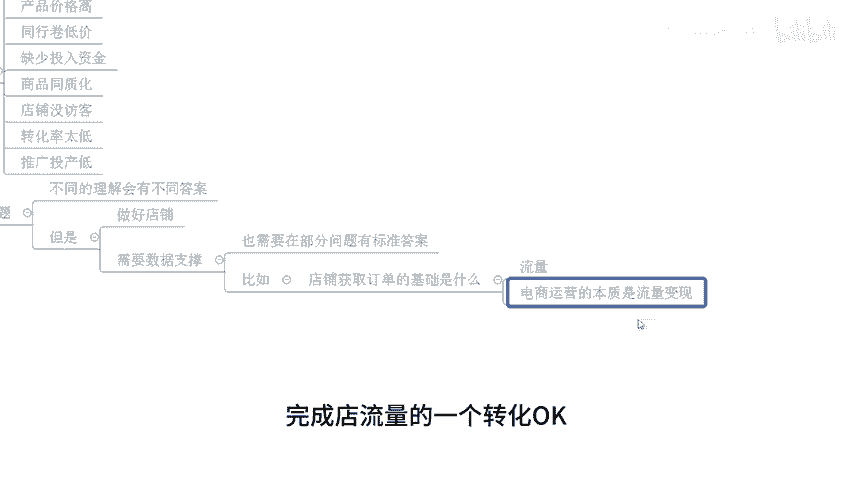 产品价格高
同行卷低价
缺少投入资金
商品同质化
店铺没访客
转化率太低
推广投产低
不同的理解会有不同答案
题
但是
做好店铺
需要数据支撑
也需要在部分问题有标准答案
比如
店铺获取订单的基础是什么
流量
电商运营的本质是流量变现
完成店流量的一个转化OK
bilibili